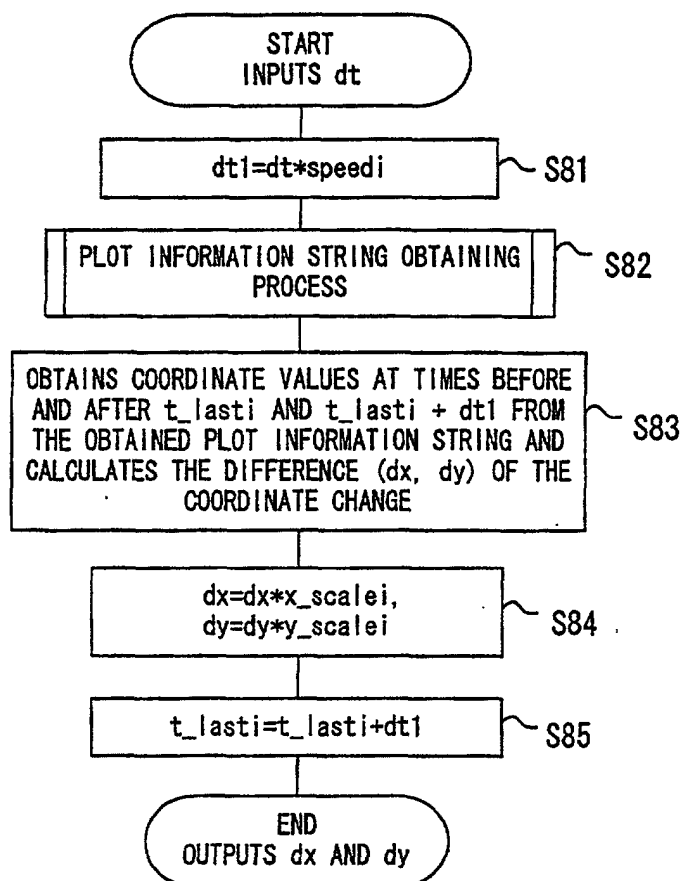 START
INPUTS dt
dt1=dt*speedi
S81
PLOT INFORMATION STRING OBTAINING
PROCESS
S82
OBTAINS COORDINATE VALUES AT TIMES BEFORE
AND AFTER t_lasti AND t_lasti + dt1 FROM
THE OBTAINED PLOT INFORMATION STRING AND
CALCULATES THE DIFFERENCE (dx, dy) OF THE
COORDINATE CHANGE
S83
dx=dx*x_scalei,
dy=dy*y_scalei
S84
t_lasti=t_lasti+dt1
S85
END
OUTPUTS dx AND dy